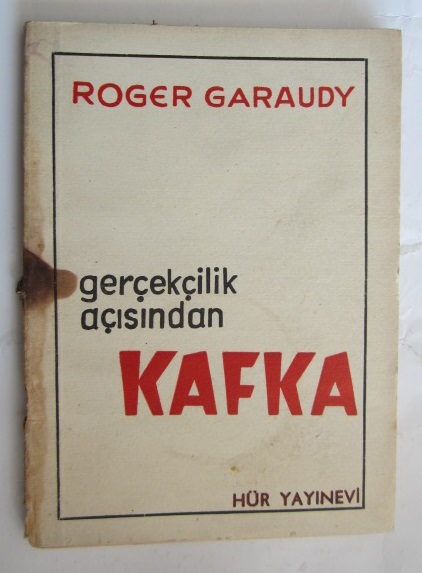 ROGER GARAUDY
gerçekçilik
açısından
KAFKA
HÜR YAYINEVİ